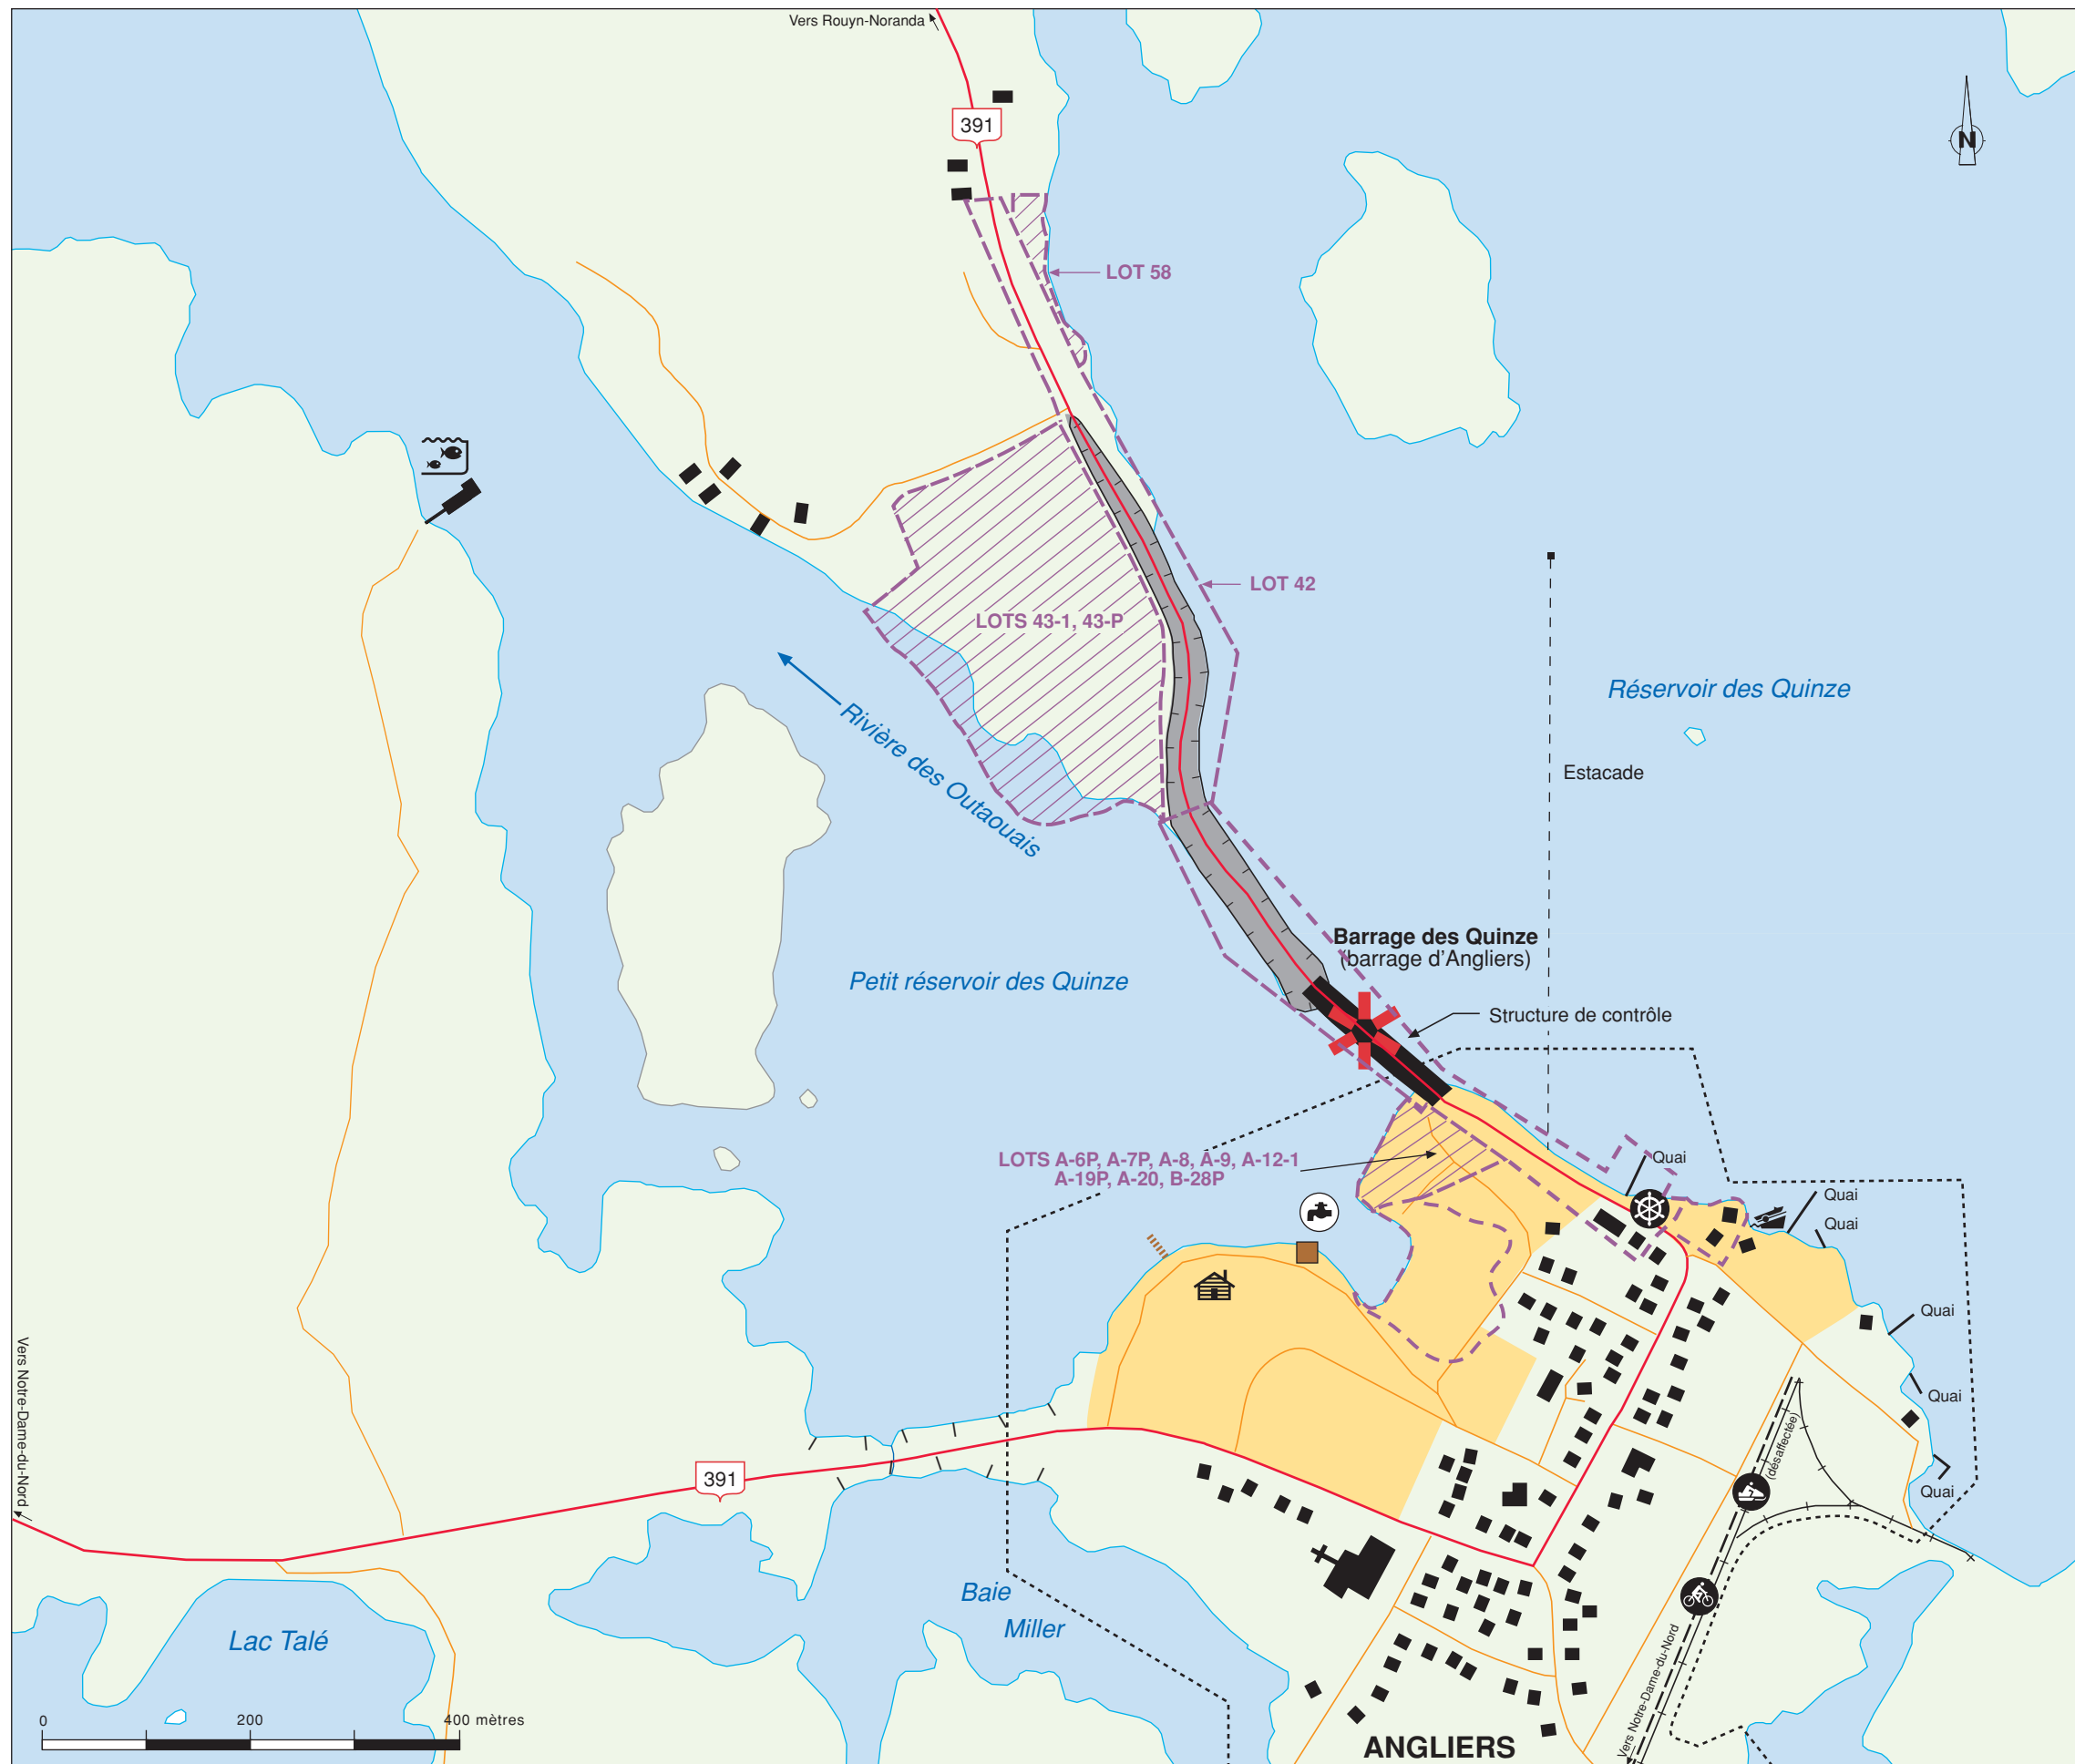 Vers Rouyn-Noranda
391
N
LOT 58
LOT 42
LOTS 43-1, 43-P
Réservoir des Quinze
Rivière des Outaouais
Estacade
Barrage des Quinze
(barrage d'Angliers)
Petit réservoir des Quinze
Structure de contrôle
LOTS A-6P, A-7P, A-8, A-9, A-12-1
A-19P, A-20, B-28P
Quai
Quai
Quai
Quai
Quai
Quai
Vers Notre-Dame-du-Nord
(désaffectée)
391
Baie
Miller
Lac Talé
Vers Notre-Dame-du-Nord
0 200 400 mètres
ANGLIERS